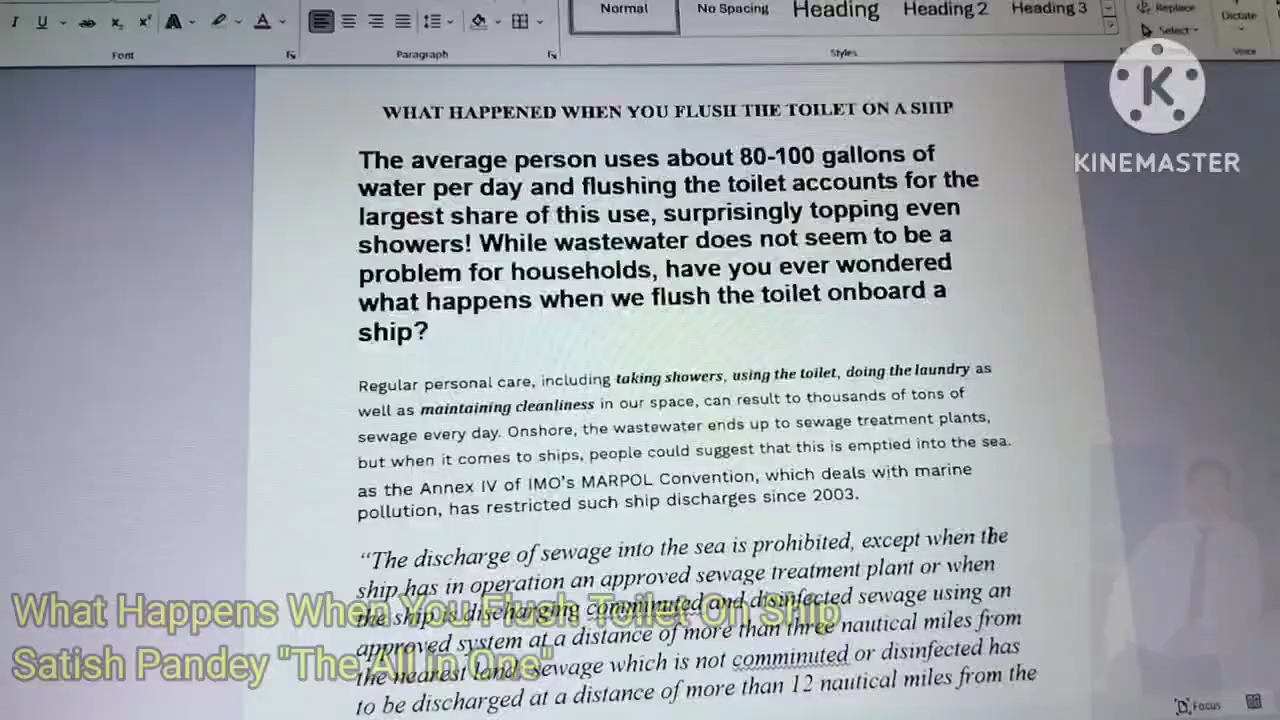 Normal
No Spacing
Heading
Heading 2
Heading 3
Replace
Select
Dictate
Font
Paragraph
Styles
Voice
K
KINEMASTER
WHAT HAPPENED WHEN YOU FLUSH THE TOILET ON A SHIP
The average person uses about 80-100 gallons of
water per day and flushing the toilet accounts for the
largest share of this use, surprisingly topping even
showers! While wastewater does not seem to be a
problem for households, have you ever wondered
what happens when we flush the toilet onboard a
ship?
Regular personal care, including taking showers, using the toilet, doing the laundry as
well as maintaining cleanliness in our space, can result to thousands of tons of
sewage every day. Onshore, the wastewater ends up to sewage treatment plants,
but when it comes to ships, people could suggest that this is emptied into the sea.
as the Annex IV of IMO's MARPOL Convention, which deals with marine
pollution, has restricted such ship discharges since 2003.
“The discharge of sewage into the sea is prohibited, except when the
ship has in operation an approved sewage treatment plant or when
the ship is discharging comminuted and disinfected sewage using an
approved system at a distance of more than three nautical miles from
the nearest land; sewage which is not comminuted or disinfected has
to be discharged at a distance of more than 12 nautical miles from the
What Happens When You Flush Toilet On Ship
Satish Pandey "The All in One"
Focus